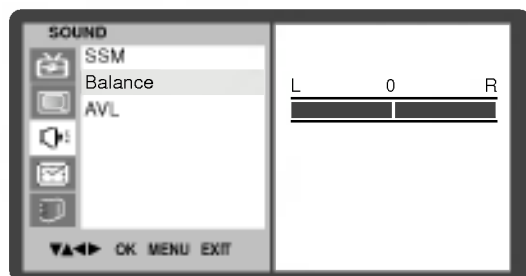 SOUND
SSM
Balance
AVL
L 0 R
▼▲◀▶ OK MENU EXIT